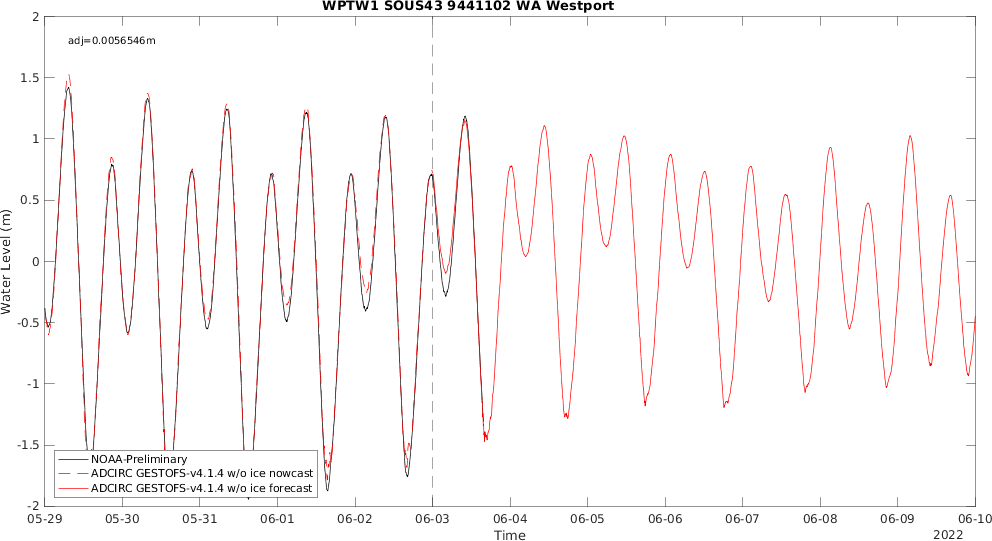 WPTW1 SOUS43 9441102 WA Westport
adj=0.0056546m
2
1.5
1
0.5
0
-0.5
-1
-1.5
-2
Water Level (m)
NOAA-Preliminary
ADCIRC GESTOFS-v4.1.4 w/o ice nowcast
ADCIRC GESTOFS-v4.1.4 w/o ice forecast
05-29 05-30 05-31 06-01 06-02 06-03 06-04 06-05 06-06 06-07 06-08 06-09 06-10
Time
2022